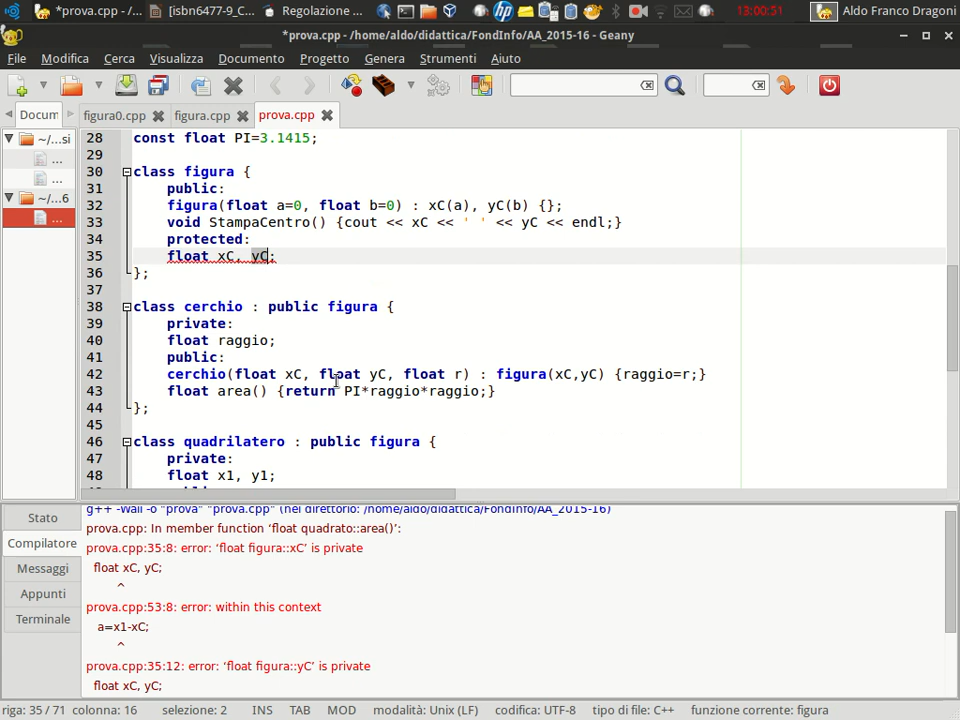 *prova.cpp - /...
[isbn6477-9_C...
Regolazione ...
13:00:51
Aldo Franco Dragoni
*prova.cpp - /home/aldo/didattica/FondInfo/AA_2015-16 - Geany
File Modifica Cerca Visualizza Documento Progetto Genera Strumenti Aiuto
Docum figura0.cpp figura.cpp prova.cpp
~/...si
...
...
~/...6
...
28 const float PI=3.1415;
29
30 class figura {
31 public:
32 figura(float a=0, float b=0) : xC(a), yC(b) {};
33 void StampaCentro() {cout << xC << ' ' << yC << endl;}
34 protected:
35 float xC, yC;
36 };
37
38 class cerchio : public figura {
39 private:
40 float raggio;
41 public:
42 cerchio(float xC, float yC, float r) : figura(xC,yC) {raggio=r;}
43 float area() {return PI*raggio*raggio;}
44 };
45
46 class quadrilatero : public figura {
47 private:
48 float x1, y1;
Stato
Compilatore
Messaggi
Appunti
Terminale
g++ -Wall -o "prova" "prova.cpp" (nel direttorio: /home/aldo/didattica/FondInfo/AA_2015-16)
prova.cpp: In member function ‘float quadrato::area()’:
prova.cpp:35:8: error: ‘float figura::xC’ is private
float xC, yC;
^
prova.cpp:53:8: error: within this context
a=x1-xC;
^
prova.cpp:35:12: error: ‘float figura::yC’ is private
float xC, yC;
riga: 35 / 71 colonna: 16 selezione: 2 INS TAB MOD modalità: Unix (LF) codifica: UTF-8 tipo di file: C++ funzione corrente: figura